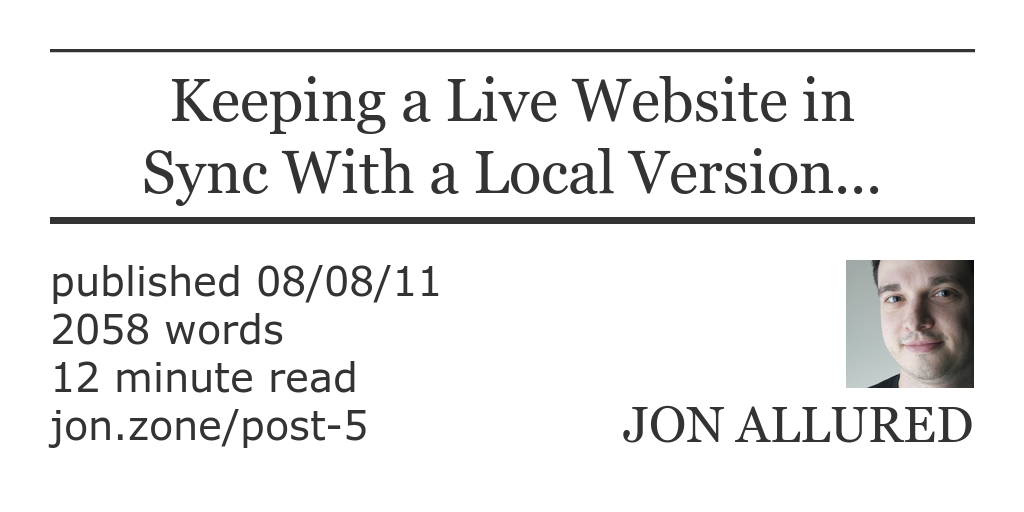 Keeping a Live Website in
Sync With a Local Version...
published 08/08/11
2058 words
12 minute read
jon.zone/post-5
JON ALLURED